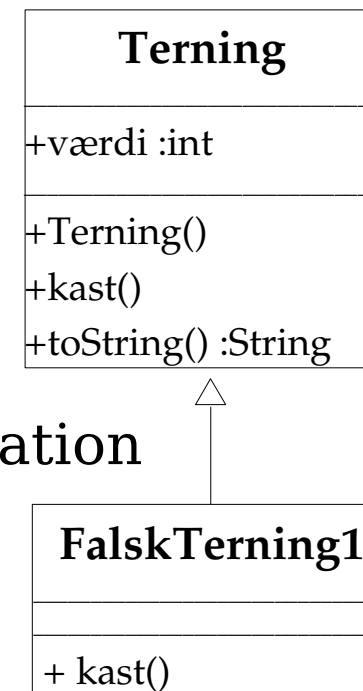 Terning
+værdi :int
+Terning()
+kast()
+toString() :String
ation
FalskTerning1
+ kast()